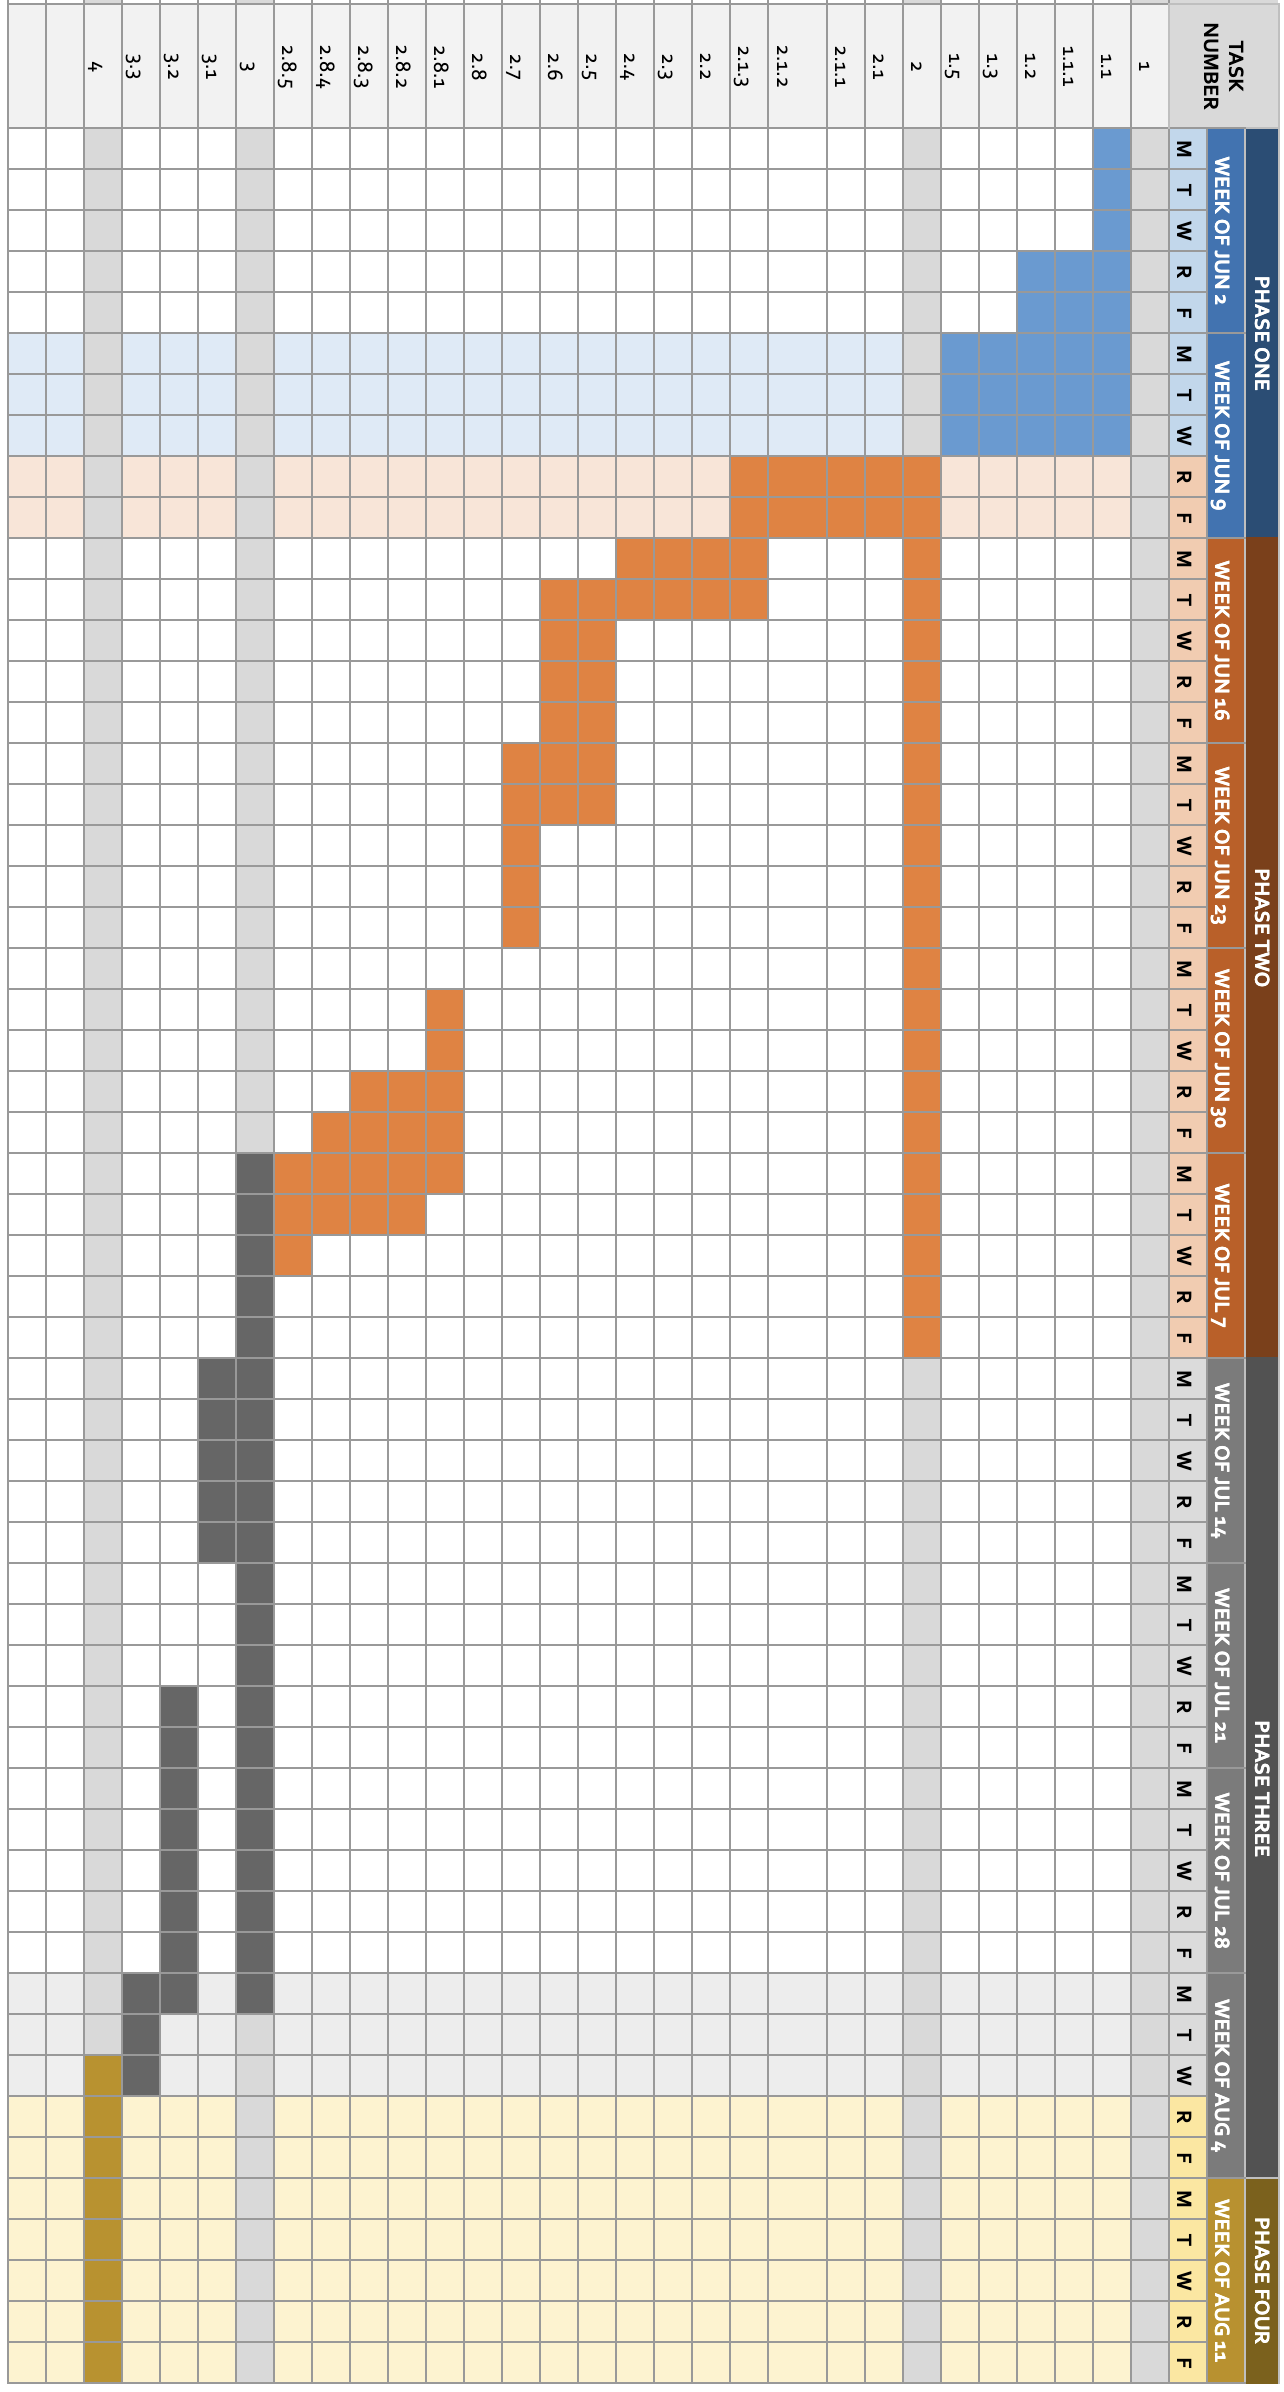 TASK
NUMBER
PHASE ONE
PHASE TWO
PHASE THREE
PHASE FOUR
WEEK OF JUN 2
WEEK OF JUN 9
WEEK OF JUN 16
WEEK OF JUN 23
WEEK OF JUN 30
WEEK OF JUL 7
WEEK OF JUL 14
WEEK OF JUL 21
WEEK OF JUL 28
WEEK OF AUG 4
WEEK OF AUG 11
M T W R F M T W R F M T W R F M T W R F M T W R F M T W R F M T W R F M T W R F M T W R F M T W R F M T W R F
1
1.1
1.1.1
1.2
1.3
1.5
2
2.1
2.1.1
2.1.2
2.1.3
2.2
2.3
2.4
2.5
2.6
2.7
2.8
2.8.1
2.8.2
2.8.3
2.8.4
2.8.5
3
3.1
3.2
3.3
4